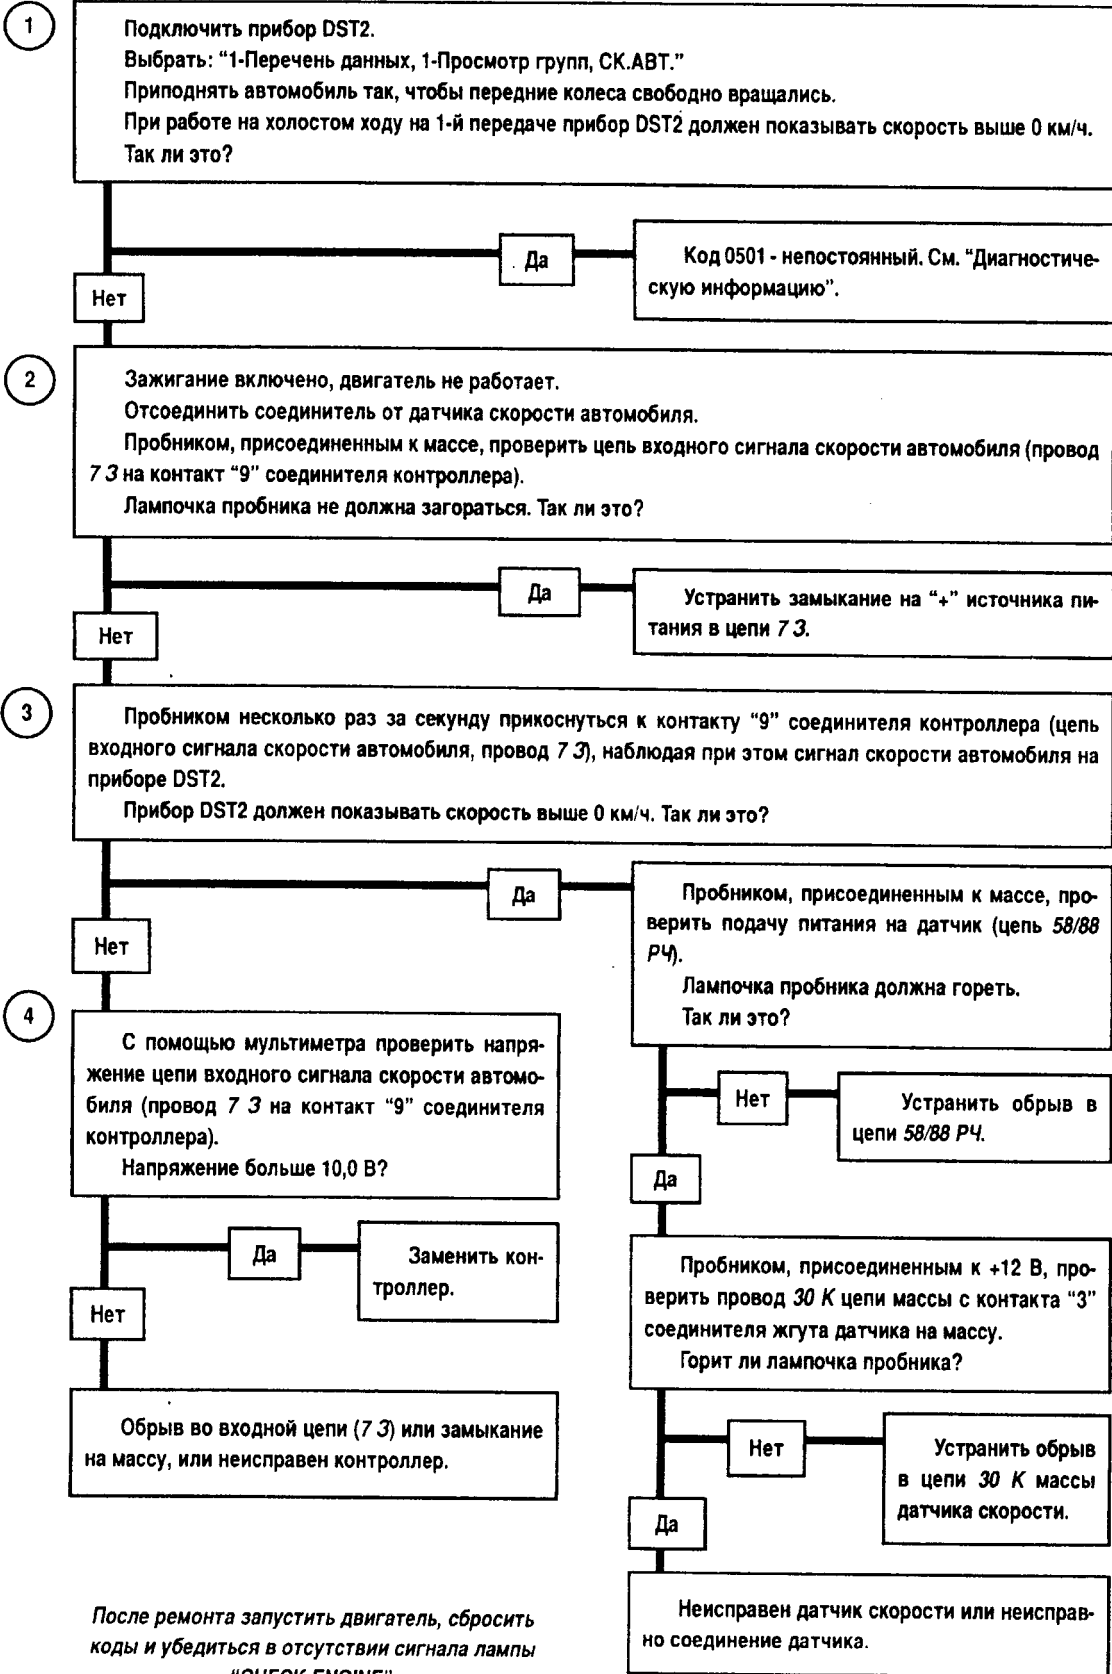 1
Подключить прибор DST2.
Выбрать: “1-Перечень данных, 1-Просмотр групп, СК.АВТ.”
Приподнять автомобиль так, чтобы передние колеса свободно вращались.
При работе на холостом ходу на 1-й передаче прибор DST2 должен показывать скорость выше 0 км/ч.
Так ли это?
Да
Код 0501 - непостоянный. См. “Диагностиче-
скую информацию”.
Нет
2
Зажигание включено, двигатель не работает.
Отсоединить соединитель от датчика скорости автомобиля.
Пробником, присоединенным к массе, проверить цепь входного сигнала скорости автомобиля (провод
7 З на контакт “9” соединителя контроллера).
Лампочка пробника не должна загораться. Так ли это?
Да
Устранить замыкание на “+” источника пи-
тания в цепи 7 З.
Нет
3
Пробником несколько раз за секунду прикоснуться к контакту “9” соединителя контроллера (цепь
входного сигнала скорости автомобиля, провод 7 З), наблюдая при этом сигнал скорости автомобиля на
приборе DST2.
Прибор DST2 должен показывать скорость выше 0 км/ч. Так ли это?
Да
Нет
Пробником, присоединенным к массе, про-
верить подачу питания на датчик (цепь 58/88
РЧ).
Лампочка пробника должна гореть.
Так ли это?
4
С помощью мультиметра проверить напря-
жение цепи входного сигнала скорости автомо-
биля (провод 7 З на контакт “9” соединителя
контроллера).
Напряжение больше 10,0 В?
Нет
Устранить обрыв в
цепи 58/88 РЧ.
Да
Да
Заменить кон-
троллер.
Нет
Пробником, присоединенным к +12 В, про-
верить провод 30 К цепи массы с контакта “3”
соединителя жгута датчика на массу.
Горит ли лампочка пробника?
Обрыв во входной цепи (7 З) или замыкание
на массу, или неисправен контроллер.
Нет
Устранить обрыв
в цепи 30 К массы
датчика скорости.
Да
Неисправен датчик скорости или неисправ-
но соединение датчика.
После ремонта запустить двигатель, сбросить
коды и убедиться в отсутствии сигнала лампы
“CHECK ENGINE”